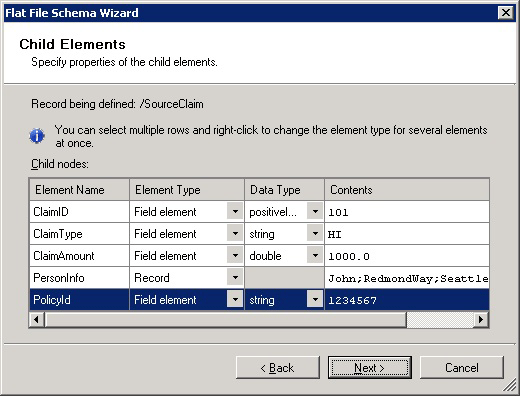 Flat File Schema Wizard
Child Elements
Specify properties of the child elements.
Record being defined: /SourceClaim
You can select multiple rows and right-click to change the element type for several elements
at once.
Child nodes:
Element Name Element Type Data Type Contents
ClaimID Field element positiveI... 101
ClaimType Field element string HI
ClaimAmount Field element double 1000.0
PersonInfo Record John;RedmondWay;Seattle
PolicyId Field element string 1234567
< Back Next > Cancel